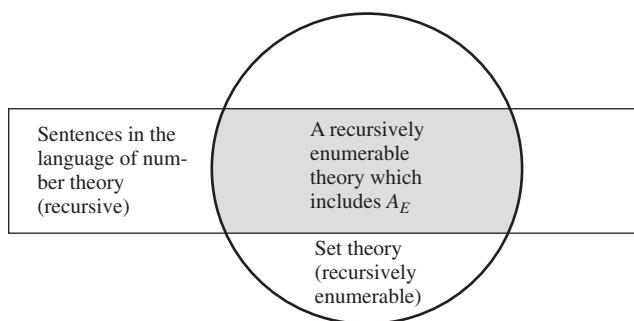 Sentences in the
language of num-
ber theory
(recursive)
A recursively
enumerable
theory which
includes A_E
Set theory
(recursively
enumerable)